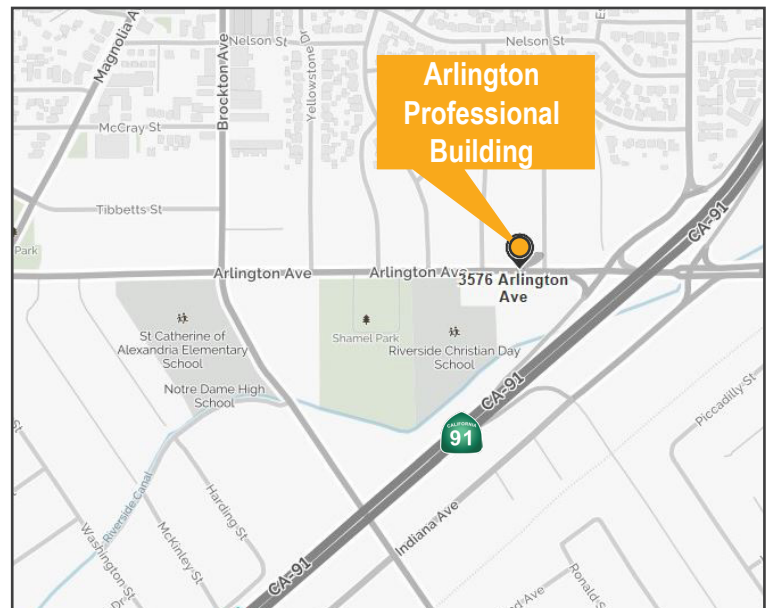 Magnolia A
Brockton Ave
Nelson St
Yellowstone Dr
Nelson St
Arlington
Professional
Building
McCray St
Tibbetts St
Park
CA-91
Arlington Ave
Arlington Ave
3576 Arlington
Ave
St Catherine of
Alexandria Elementary
School
Shamel Park
Riverside Christian Day
School
Notre Dame High
School
CA-91
CALIFORNIA
91
Piccadilly St
Riverside Canal
Harding St
McKinley St
Washington St
Dr
Indiana Ave
CA-91
Ronald S
d Ave
St